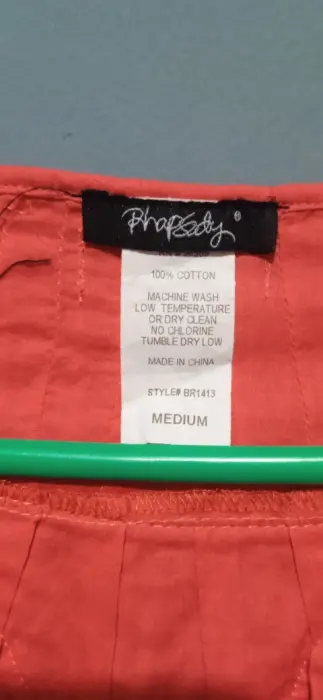 Rhapsody ®
100% COTTON
MACHINE WASH
LOW TEMPERATURE
OR DRY CLEAN
NO CHLORINE
TUMBLE DRY LOW
MADE IN CHINA
STYLE# BR1413
MEDIUM